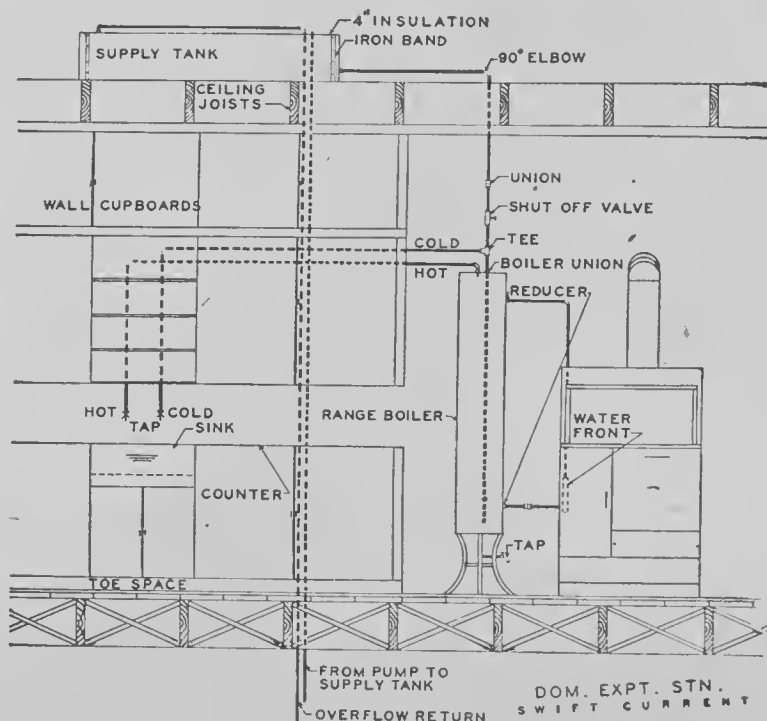 4" INSULATION
IRON BAND
SUPPLY TANK
90° ELBOW
CEILING
JOISTS
UNION
WALL CUPBOARDS
SHUT OFF VALVE
COLD
TEE
HOT
BOILER UNION
REDUCER
HOT
COLD
TAP
SINK
RANGE BOILER
WATER
FRONT
COUNTER
TAP
TOE SPACE
FROM PUMP TO
SUPPLY TANK
DOM. EXPT. STN.
SWIFT CURRENT
OVERFLOW RETURN